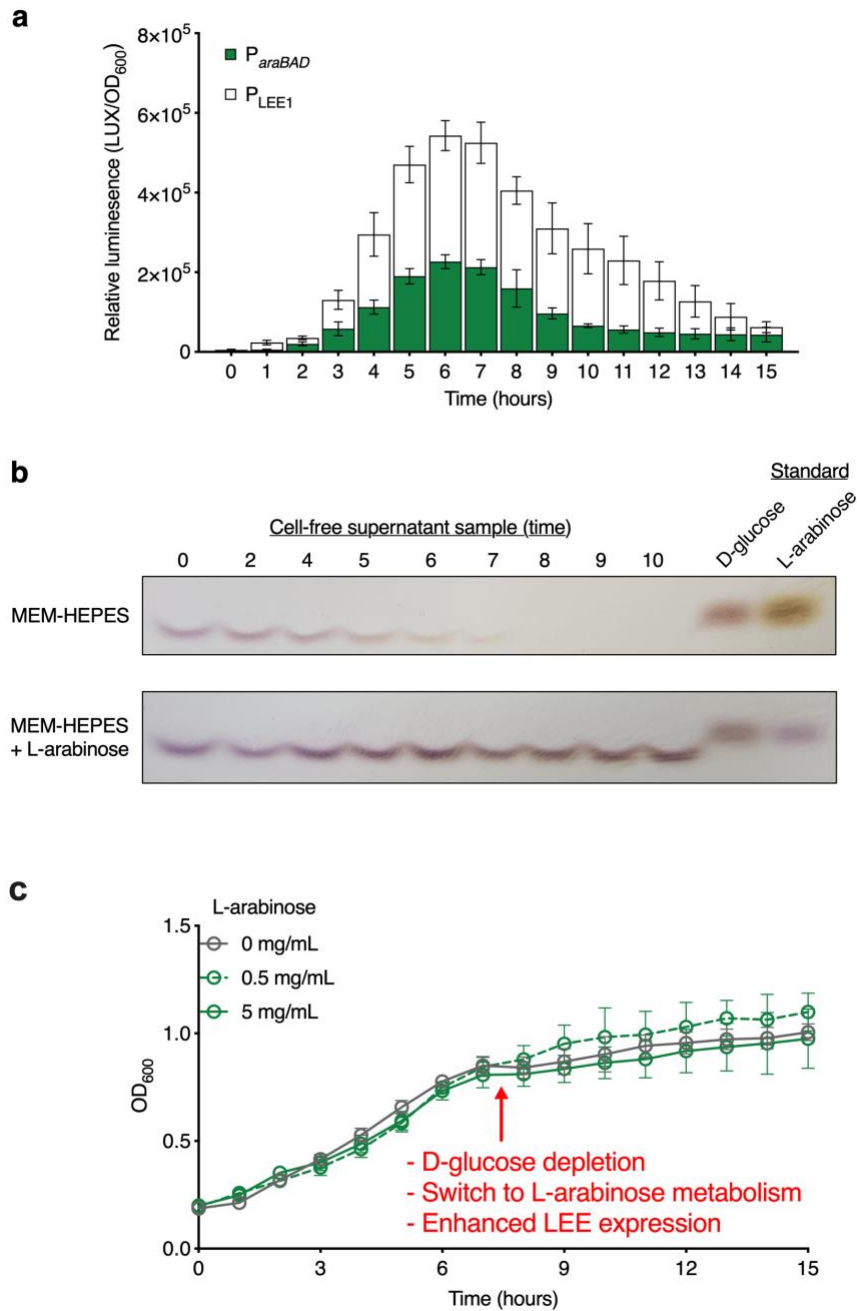 a
8×10⁵
6×10⁵
4×10⁵
2×10⁵
0
Relative luminesence (LUX/OD₆₀₀)
P_araBAD
P_LEE1
0 1 2 3 4 5 6 7 8 9 10 11 12 13 14 15
Time (hours)
b
Standard
Cell-free supernatant sample (time)
D-glucose
L-arabinose
0 2 4 5 6 7 8 9 10
MEM-HEPES
MEM-HEPES
+ L-arabinose
c
L-arabinose
0 mg/mL
0.5 mg/mL
5 mg/mL
1.5
1.0
0.5
0.0
OD₆₀₀
- D-glucose depletion
- Switch to L-arabinose metabolism
- Enhanced LEE expression
0 3 6 9 12 15
Time (hours)